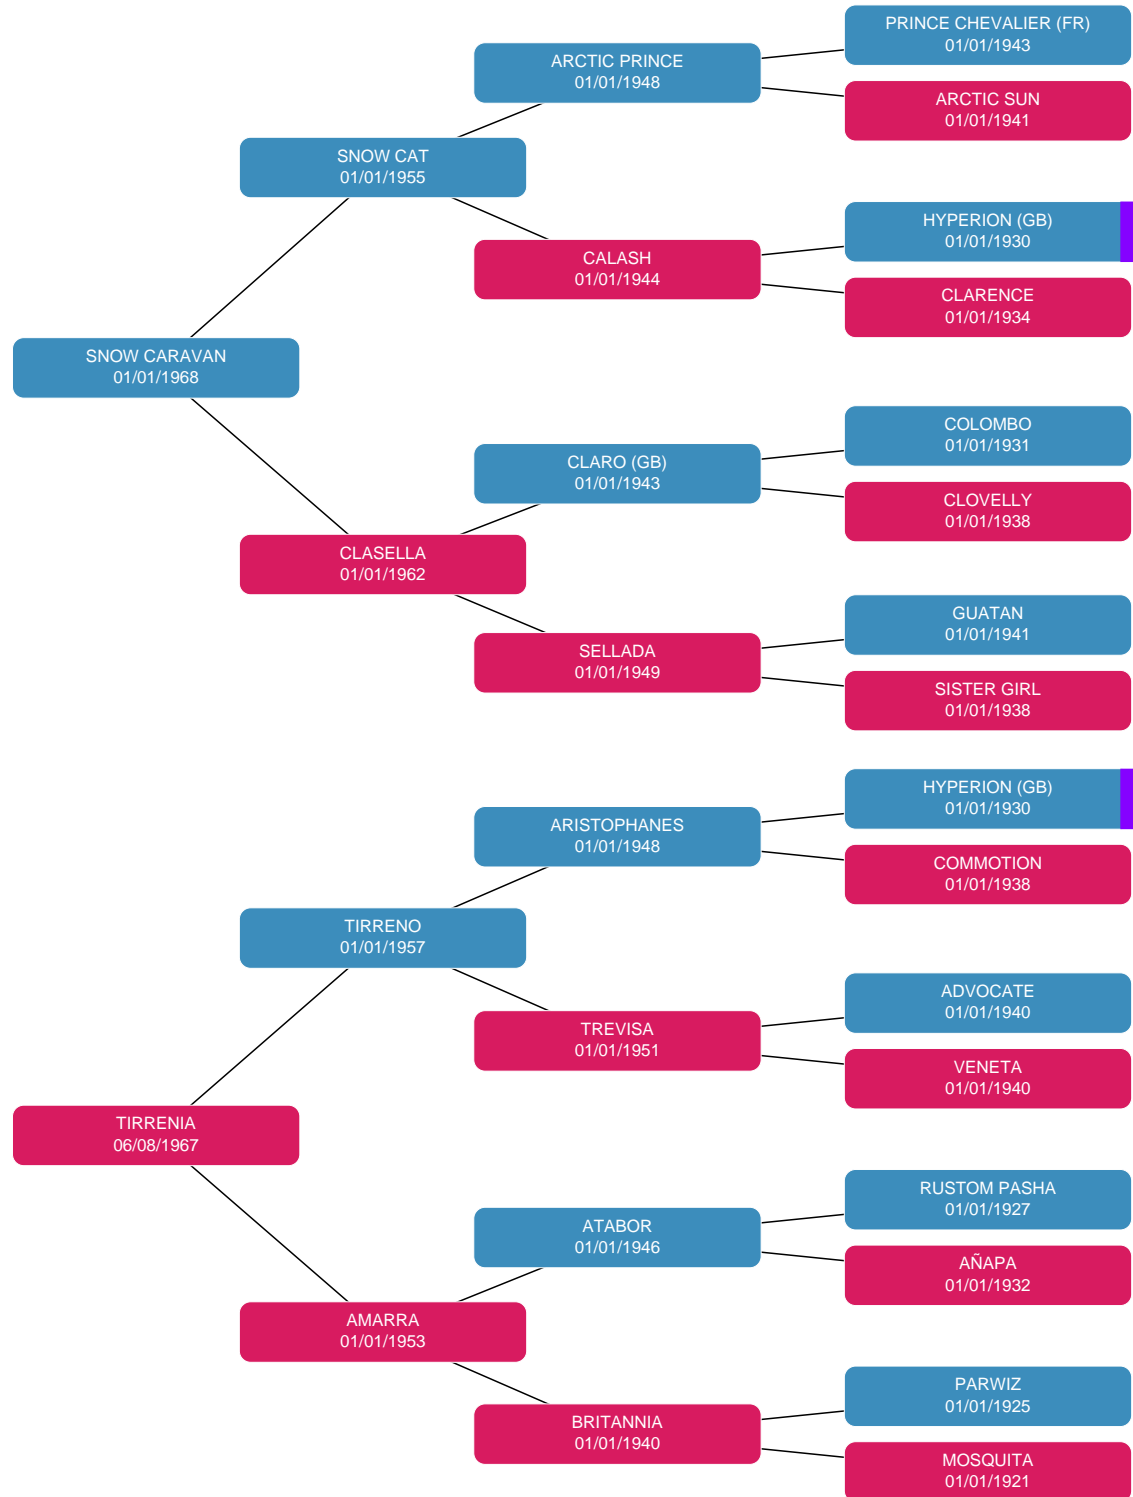 PRINCE CHEVALIER (FR)
01/01/1943
ARCTIC PRINCE
01/01/1948
ARCTIC SUN
01/01/1941
SNOW CAT
01/01/1955
HYPERION (GB)
01/01/1930
CALASH
01/01/1944
CLARENCE
01/01/1934
SNOW CARAVAN
01/01/1968
COLOMBO
01/01/1931
CLARO (GB)
01/01/1943
CLOVELLY
01/01/1938
CLASELLA
01/01/1962
GUATAN
01/01/1941
SELLADA
01/01/1949
SISTER GIRL
01/01/1938
HYPERION (GB)
01/01/1930
ARISTOPHANES
01/01/1948
COMMOTION
01/01/1938
TIRRENO
01/01/1957
ADVOCATE
01/01/1940
TREVISA
01/01/1951
VENETA
01/01/1940
TIRRENIA
06/08/1967
RUSTOM PASHA
01/01/1927
ATABOR
01/01/1946
AÑAPA
01/01/1932
AMARRA
01/01/1953
PARWIZ
01/01/1925
BRITANNIA
01/01/1940
MOSQUITA
01/01/1921